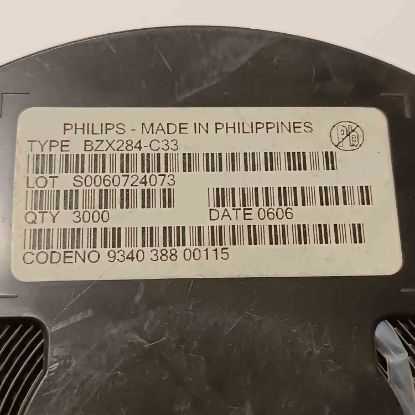 PHILIPS - MADE IN PHILIPPINES
TYPE BZX284-C33
LOT S0060724073
QTY 3000 DATE 0606
CODENO 9340 388 00115